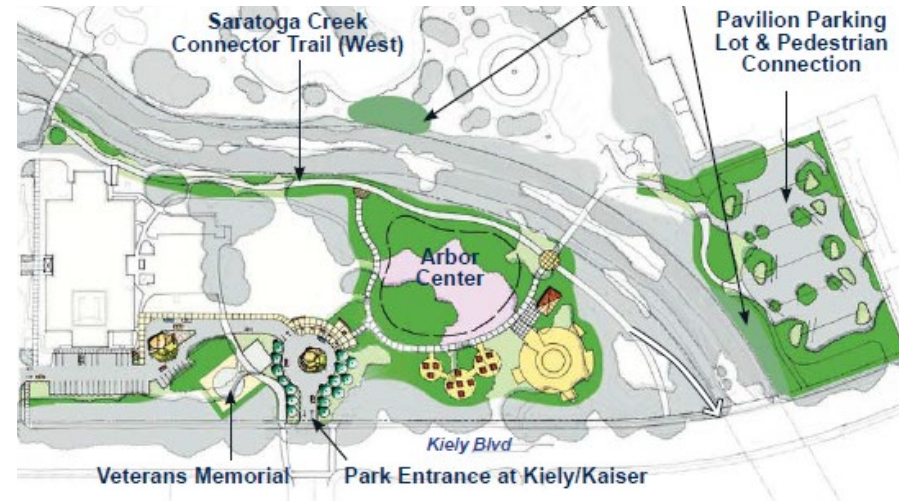 Saratoga Creek
Connector Trail (West)
Pavilion Parking
Lot & Pedestrian
Connection
Arbor
Center
Kiely Blvd
Veterans Memorial
Park Entrance at Kiely/Kaiser